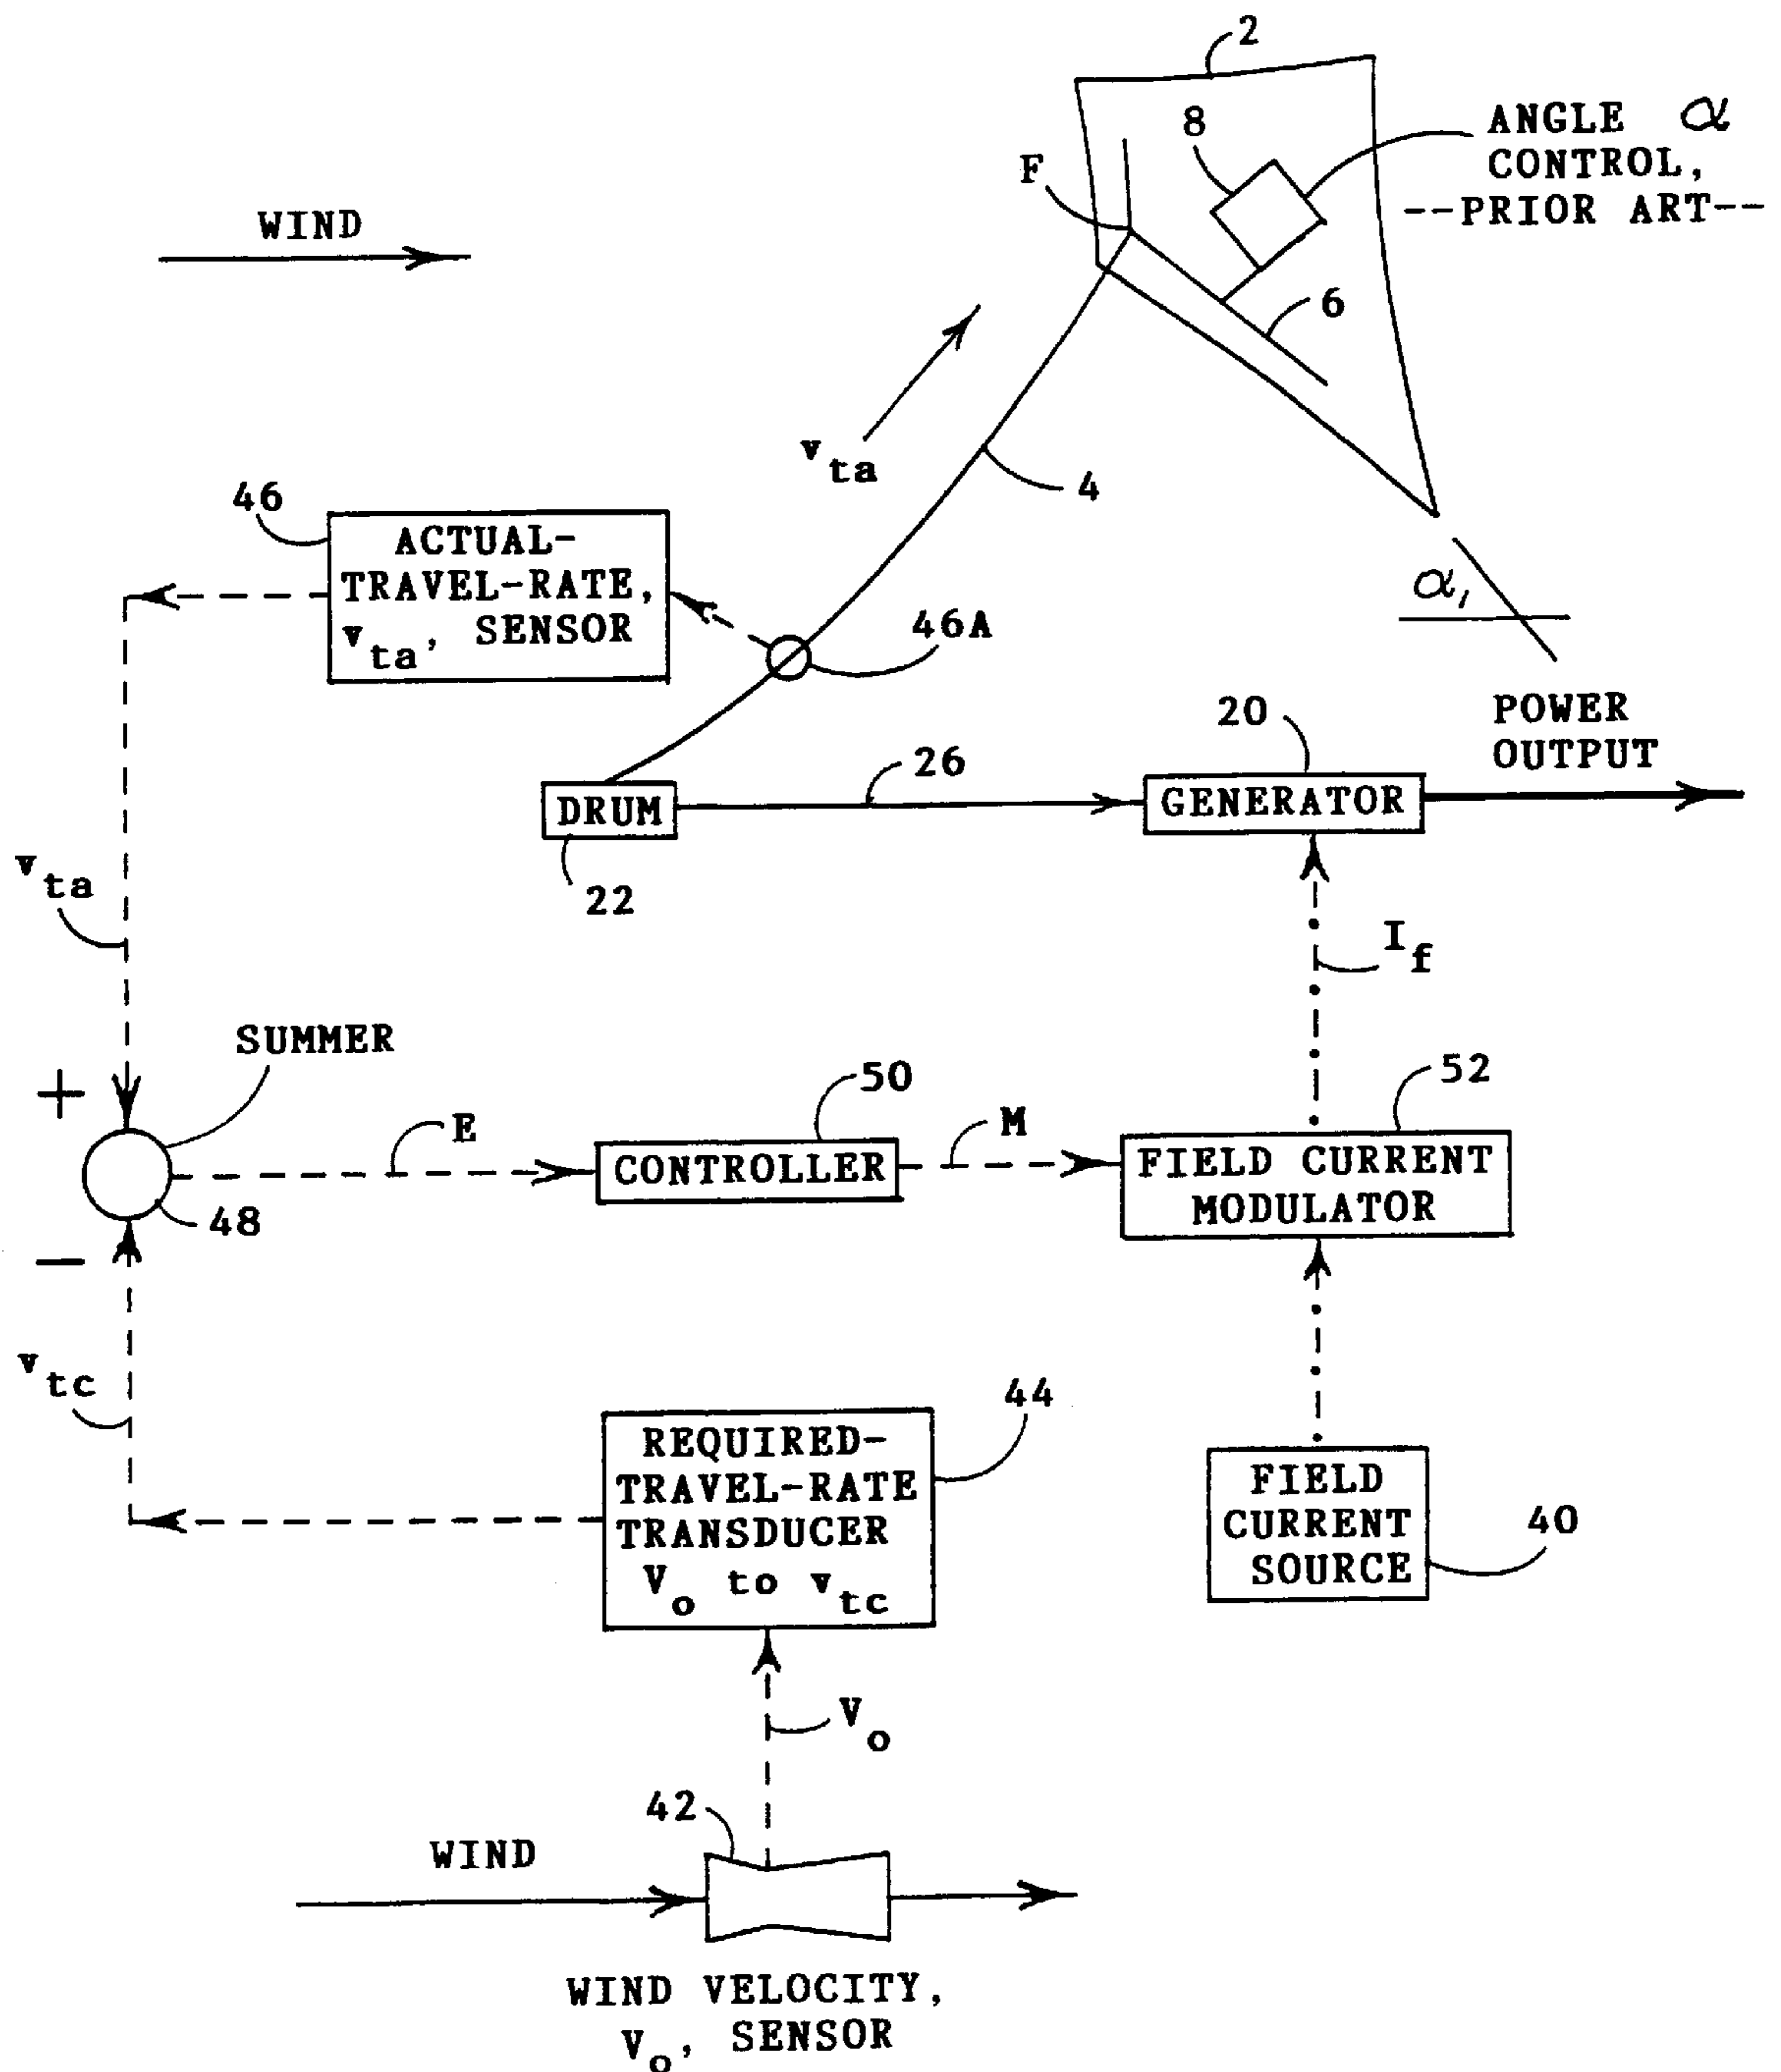 2
8
ANGLE α
CONTROL,
--PRIOR ART--
F
WIND
6
v_ta
4
46
ACTUAL-
TRAVEL-RATE,
v_ta, SENSOR
46A
α₁
20
POWER
OUTPUT
26
DRUM
GENERATOR
22
v_ta
I_f
SUMMER
+
50
52
E
M
CONTROLLER
FIELD CURRENT
MODULATOR
48
—
v_tc
44
REQUIRED-
TRAVEL-RATE
TRANSDUCER
V_o to v_tc
FIELD
CURRENT
SOURCE
40
V_o
42
WIND
WIND VELOCITY,
V_o, SENSOR